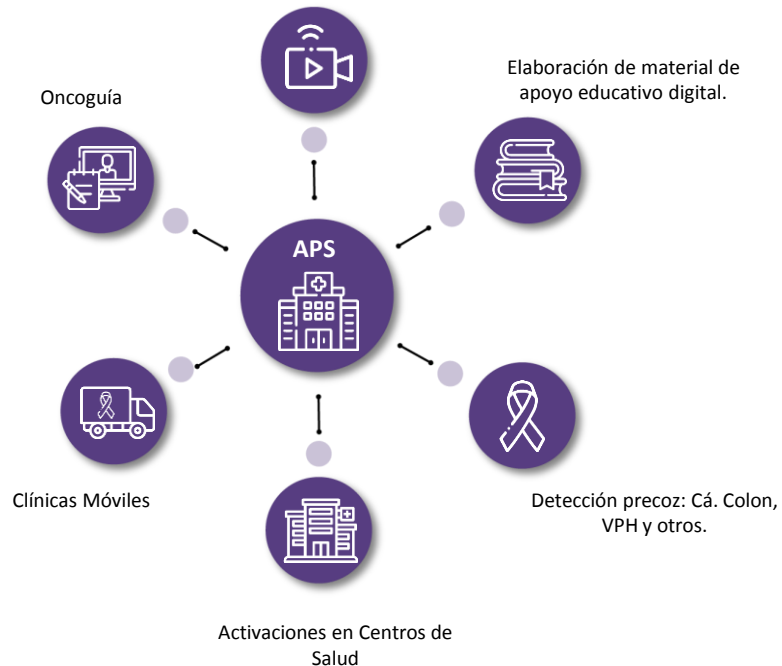 Elaboración de material de
apoyo educativo digital.
Oncoguía
APS
Clínicas Móviles
Detección precoz: Cá. Colon,
VPH y otros.
Activaciones en Centros de
Salud